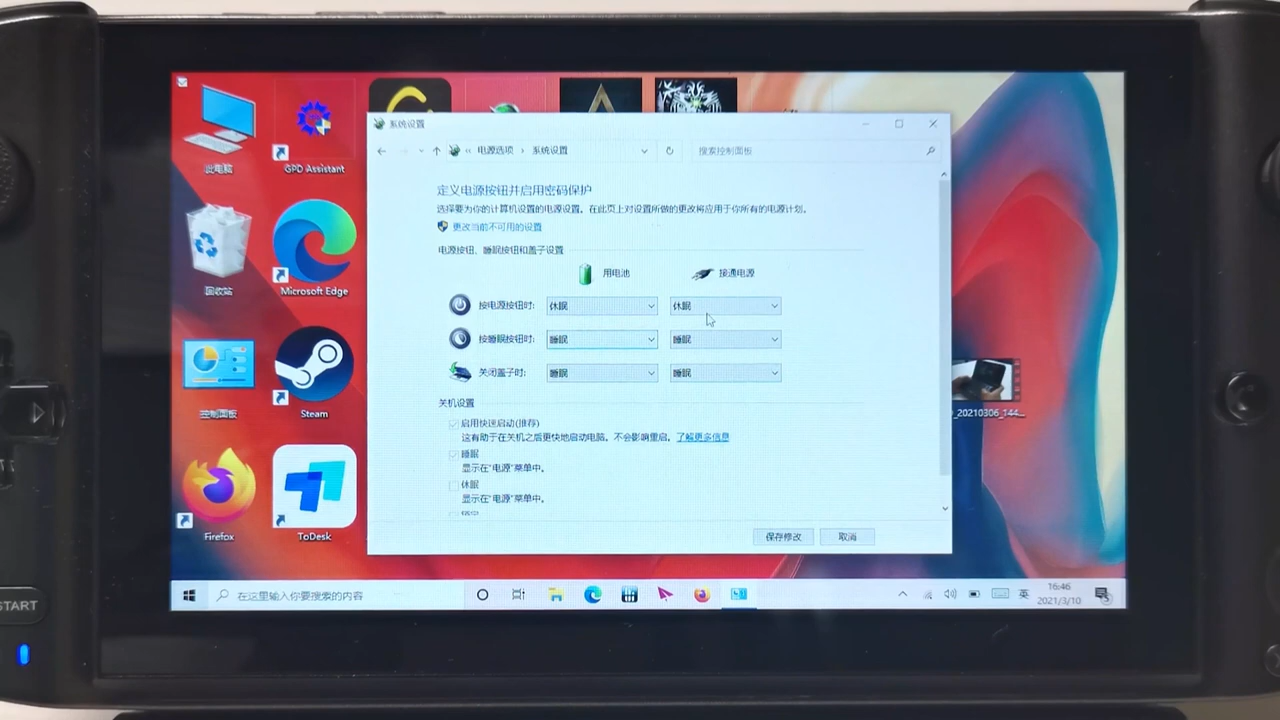 此电脑
GPD Assistant
回收站
Microsoft Edge
控制面板
Steam
Firefox
ToDesk
系统设置
电源选项 › 系统设置
搜索控制面板
定义电源按钮并启用密码保护
选择要为你的计算机设置的电源设置。在此页上对设置所做的更改将应用于你所有的电源计划。
更改当前不可用的设置
电源按钮、睡眠按钮和盖子设置
用电池 接通电源
按电源按钮时: 休眠 休眠
按睡眠按钮时: 睡眠 睡眠
关闭盖子时: 睡眠 睡眠
关机设置
启用快速启动(推荐)
这有助于在关机之后更快地启动电脑。不会影响重启。了解更多信息
睡眠
显示在"电源"菜单中。
休眠
显示在"电源"菜单中。
保存修改 取消
_20210306_144...
在这里输入你要搜索的内容
英
16:46
2021/3/10
START